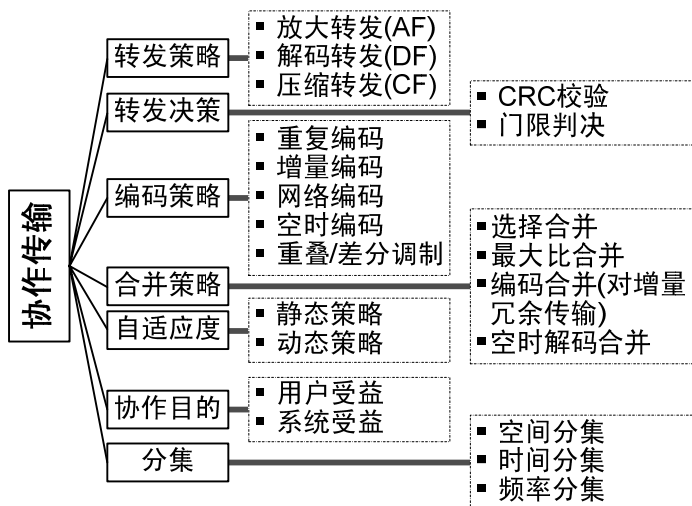 协作传输
转发策略
▪ 放大转发(AF)
▪ 解码转发(DF)
▪ 压缩转发(CF)
转发决策
▪ CRC校验
▪ 门限判决
编码策略
▪ 重复编码
▪ 增量编码
▪ 网络编码
▪ 空时编码
▪ 重叠/差分调制
合并策略
▪ 选择合并
▪ 最大比合并
▪ 编码合并(对增量
冗余传输)
▪ 空时解码合并
自适应度
▪ 静态策略
▪ 动态策略
协作目的
▪ 用户受益
▪ 系统受益
分集
▪ 空间分集
▪ 时间分集
▪ 频率分集